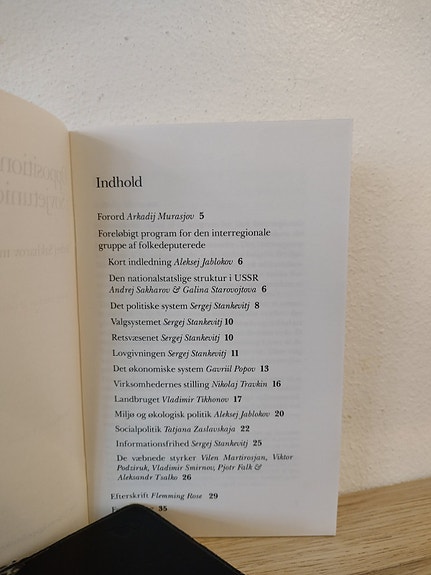 Indhold
Forord Arkadij Murasjov 5
Foreløbigt program for den interregionale
gruppe af folkedeputerede
Kort indledning Aleksej Jablokov 6
Den nationalstatslige struktur i USSR
Andrej Sakharov & Galina Starovojtova 6
Det politiske system Sergej Stankevitj 8
Valgsystemet Sergej Stankevitj 10
Retsvæsenet Sergej Stankevitj 10
Lovgivningen Sergej Stankevitj 11
Det økonomiske system Gavriil Popov 13
Virksomhedernes stilling Nikolaj Travkin 16
Landbruget Vladimir Tikhonov 17
Miljø og økologisk politik Aleksej Jablokov 20
Socialpolitik Tatjana Zaslavskaja 22
Informationsfrihed Sergej Stankevitj 25
De væbnede styrker Vilen Martirosjan, Viktor
Podziruk, Vladimir Smirnov, Pjotr Falk &
Aleksandr Tsalko 26
Efterskrift Flemming Rose 29
35